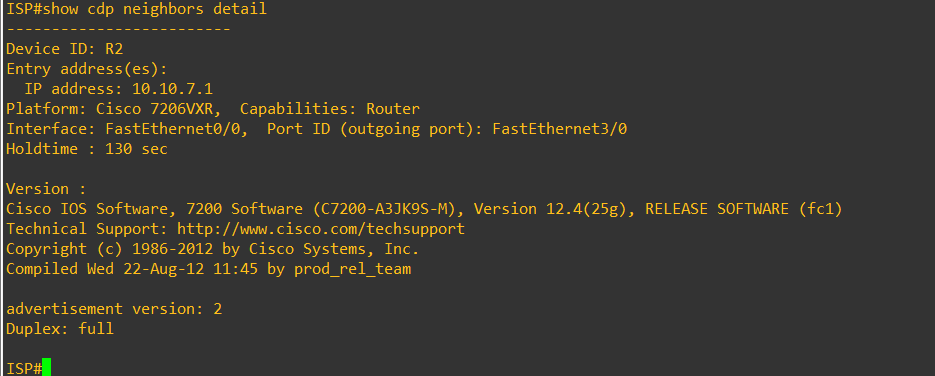 ISP#show cdp neighbors detail
-------------------------
Device ID: R2
Entry address(es):
  IP address: 10.10.7.1
Platform: Cisco 7206VXR,  Capabilities: Router
Interface: FastEthernet0/0,  Port ID (outgoing port): FastEthernet3/0
Holdtime : 130 sec

Version :
Cisco IOS Software, 7200 Software (C7200-A3JK9S-M), Version 12.4(25g), RELEASE SOFTWARE (fc1)
Technical Support: http://www.cisco.com/techsupport
Copyright (c) 1986-2012 by Cisco Systems, Inc.
Compiled Wed 22-Aug-12 11:45 by prod_rel_team

advertisement version: 2
Duplex: full

ISP#